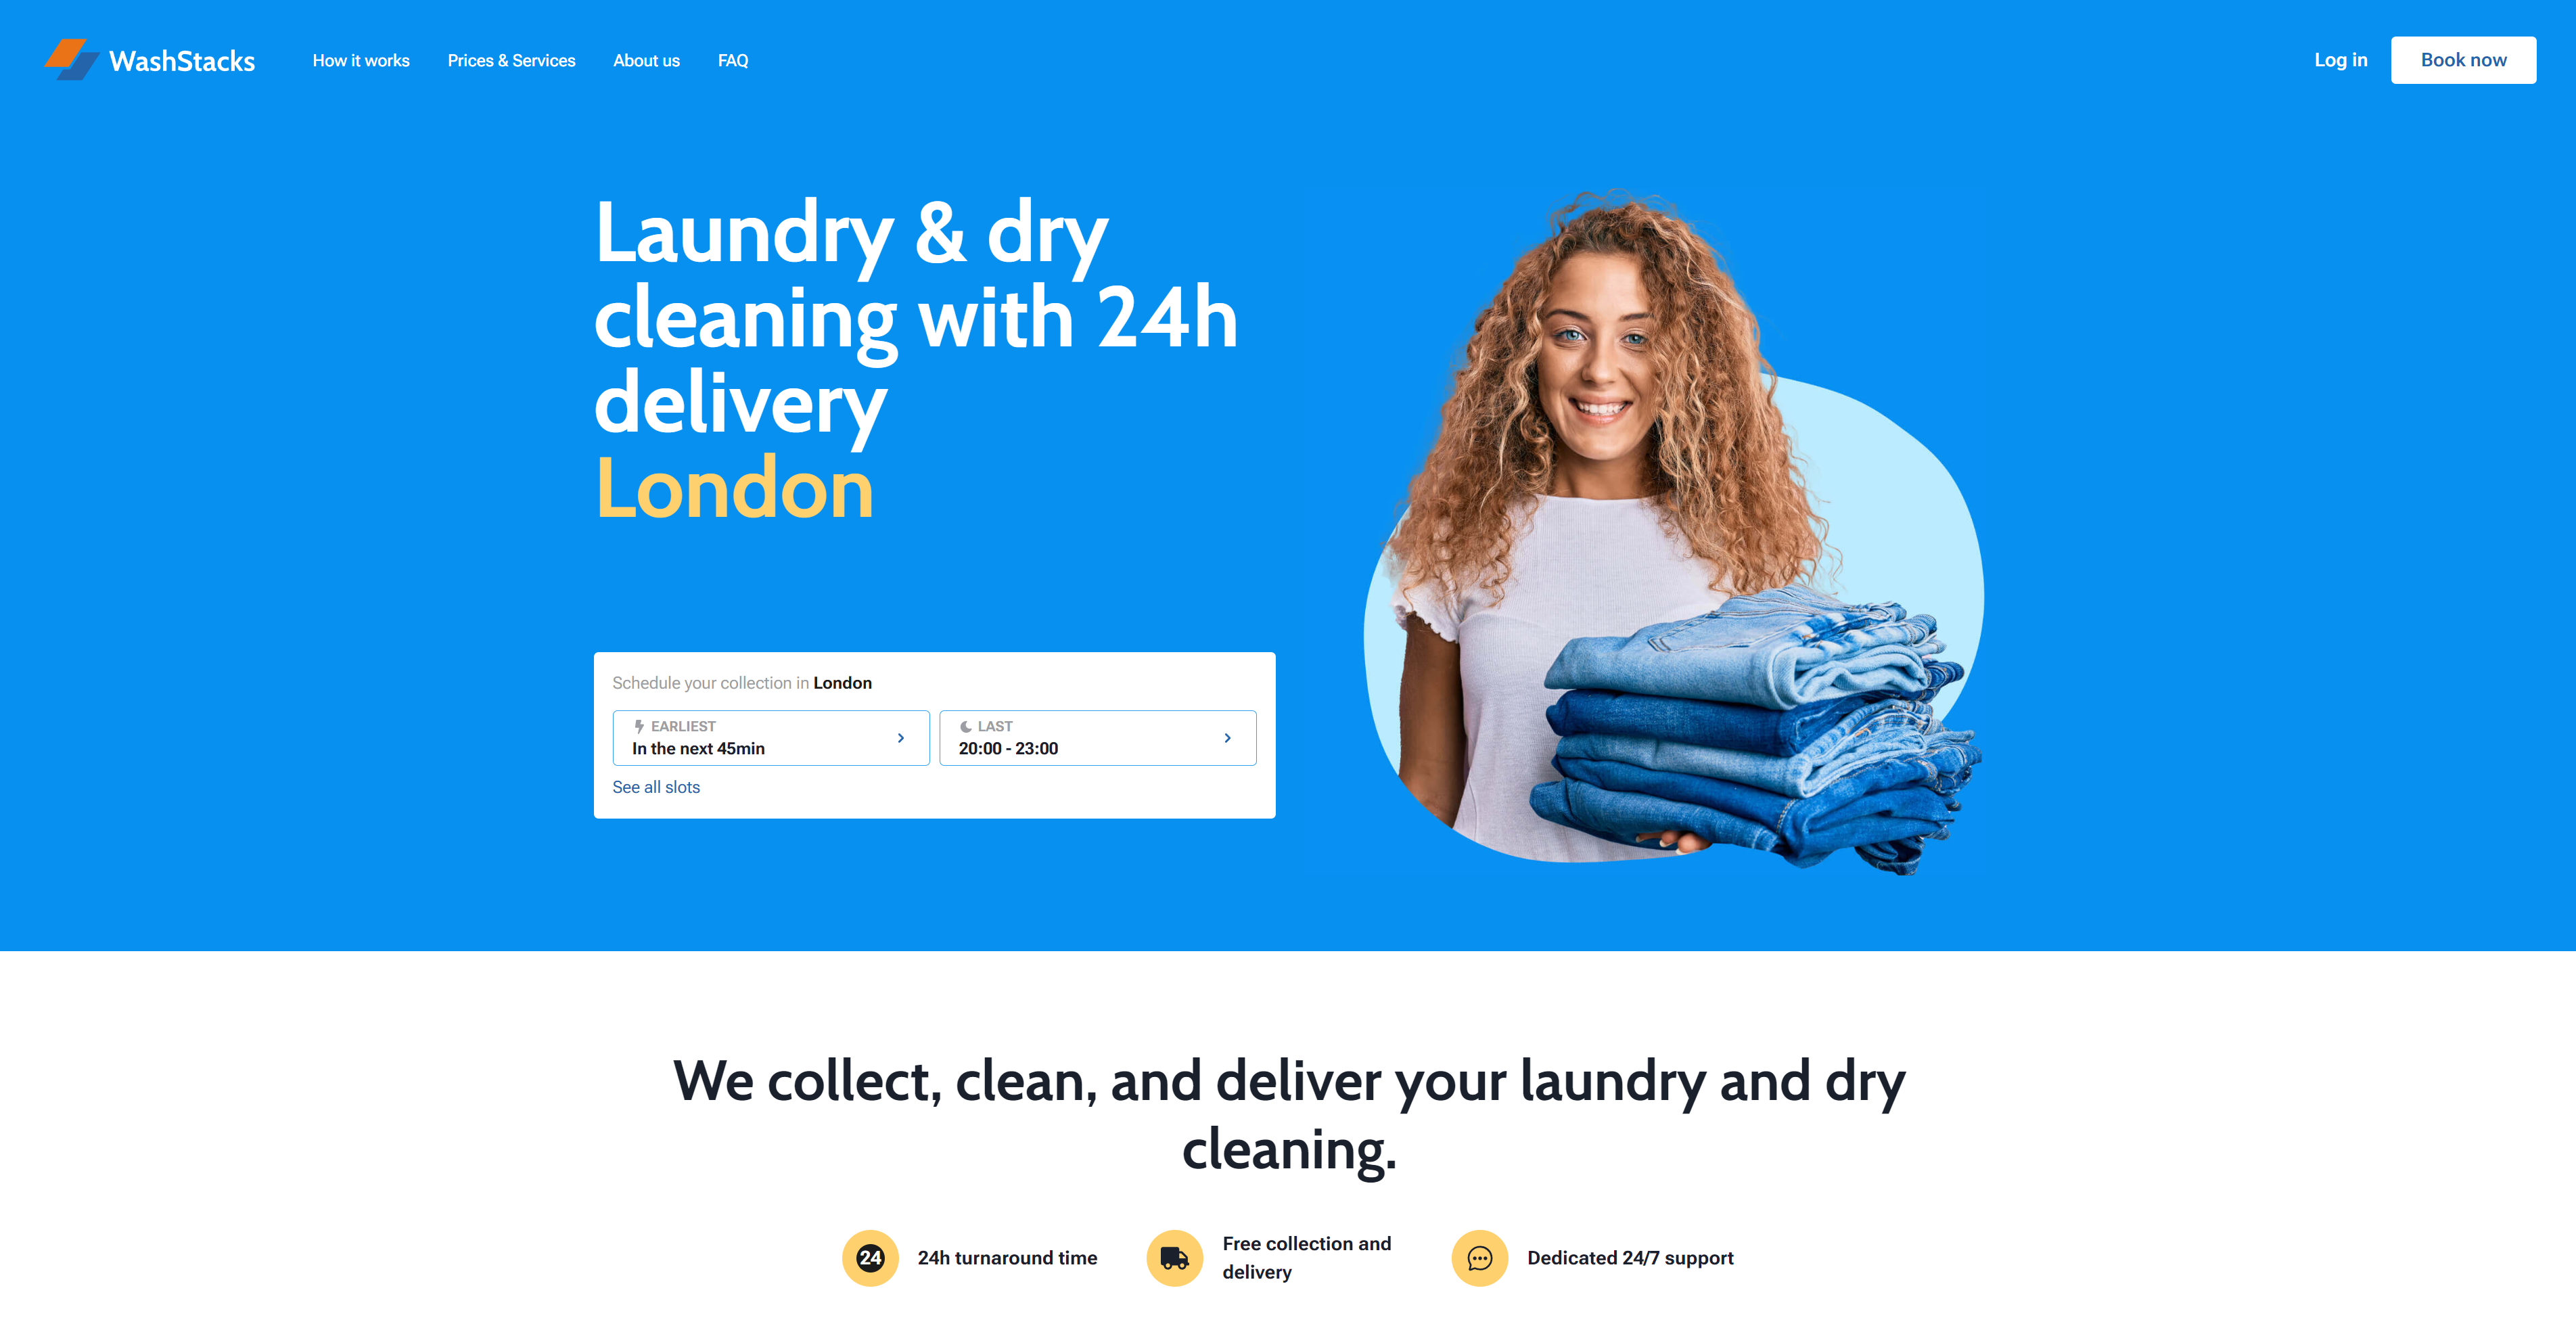 WashStacks
How it works
Prices & Services
About us
FAQ
Log in
Book now
Laundry & dry
cleaning with 24h
delivery
London
Schedule your collection in London
EARLIEST
In the next 45min
LAST
20:00 - 23:00
See all slots
We collect, clean, and deliver your laundry and dry
cleaning.
24
24h turnaround time
Free collection and
delivery
Dedicated 24/7 support